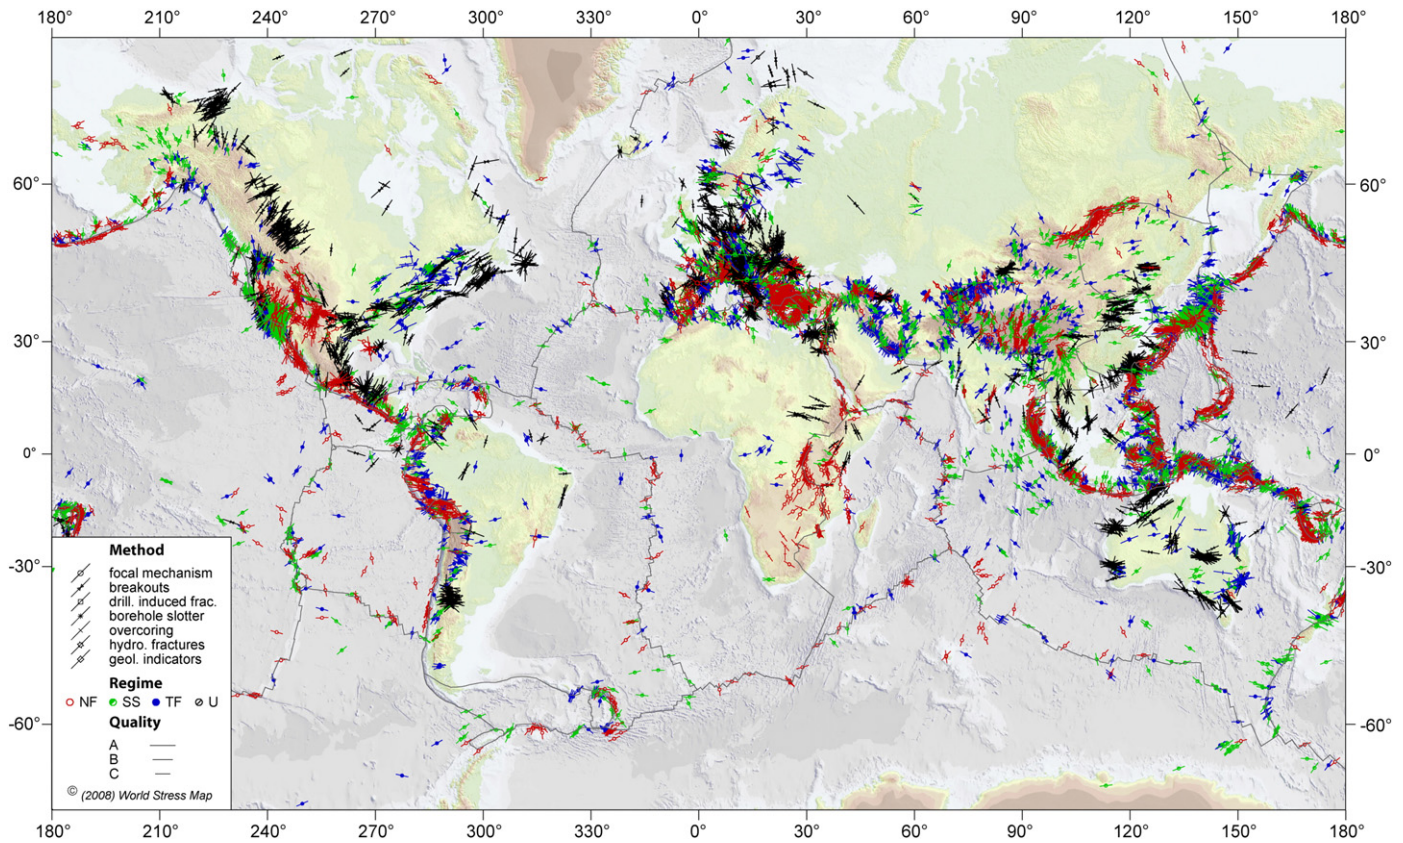 180° 210° 240° 270° 300° 330° 0° 30° 60° 90° 120° 150° 180°
60° 60°
30° 30°
0° 0°
-30° -30°
-60° -60°
Method
focal mechanism
breakouts
drill. induced frac.
borehole slotter
overcoring
hydro. fractures
geol. indicators
Regime
NF SS TF U
Quality
A
B
C
© (2008) World Stress Map
180° 210° 240° 270° 300° 330° 0° 30° 60° 90° 120° 150° 180°